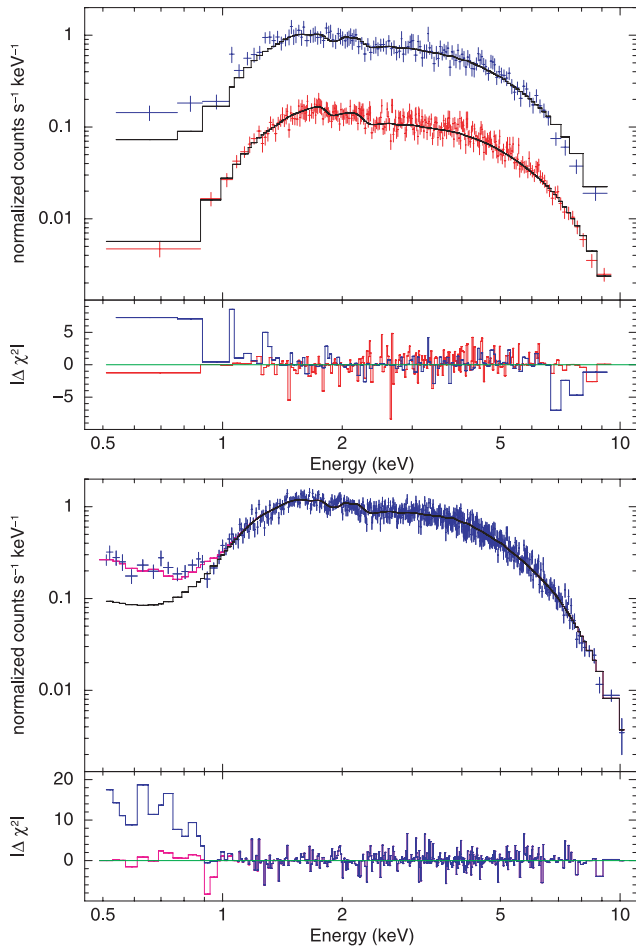 normalized counts s⁻¹ keV⁻¹
1
0.1
0.01
|Δ χ²|
5
0
−5
0.5 1 2 5 10
Energy (keV)
normalized counts s⁻¹ keV⁻¹
1
0.1
0.01
|Δ χ²|
20
10
0
0.5 1 2 5 10
Energy (keV)